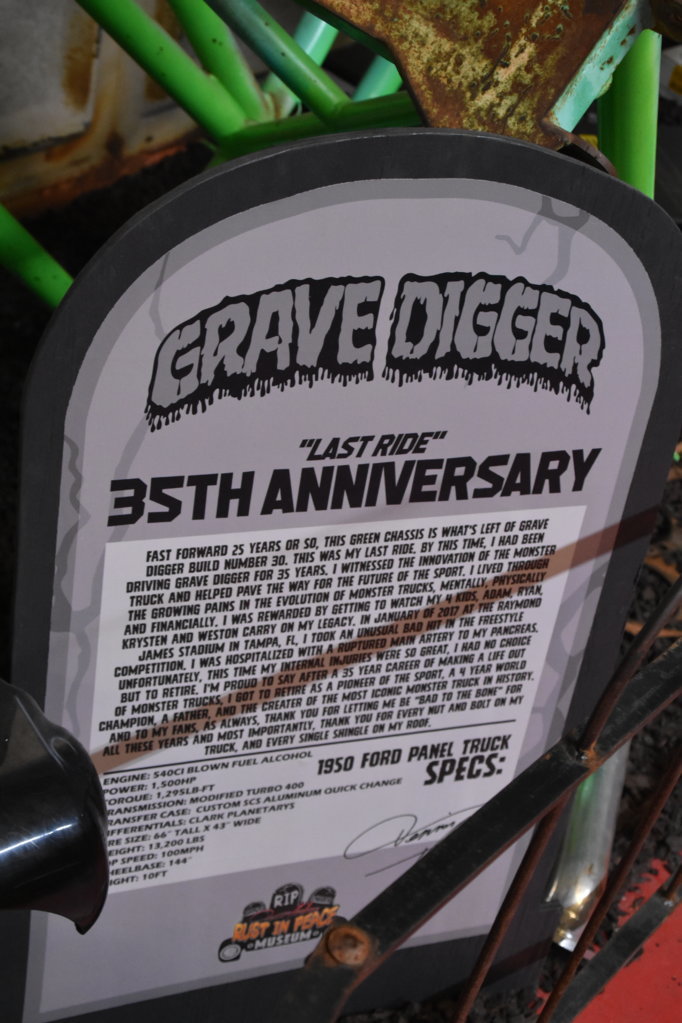 GRAVE DIGGER
"LAST RIDE"
35TH ANNIVERSARY
FAST FORWARD 25 YEARS OR SO, THIS GREEN CHASSIS IS WHAT'S LEFT OF GRAVE
DIGGER BUILD NUMBER 30. THIS WAS MY LAST RIDE. BY THIS TIME, I HAD BEEN
DRIVING GRAVE DIGGER FOR 35 YEARS. I WITNESSED THE INNOVATION OF THE MONSTER
TRUCK AND HELPED PAVE THE WAY FOR THE FUTURE OF THE SPORT. I LIVED THROUGH
THE GROWING PAINS IN THE EVOLUTION OF MONSTER TRUCKS, MENTALLY, PHYSICALLY
AND FINANCIALLY. I WAS REWARDED BY GETTING TO WATCH MY 4 KIDS, ADAM, RYAN,
KRYSTEN AND WESTON CARRY ON MY LEGACY. IN JANUARY OF 2017 AT THE RAYMOND
JAMES STADIUM IN TAMPA, FL, I TOOK AN UNUSUAL BAD HIT IN THE FREESTYLE
COMPETITION. I WAS HOSPITALIZED WITH A RUPTURED MAIN ARTERY TO MY PANCREAS.
UNFORTUNATELY, THIS TIME MY INTERNAL INJURIES WERE SO GREAT, I HAD NO CHOICE
BUT TO RETIRE. I'M PROUD TO SAY AFTER A 35 YEAR CAREER OF MAKING A LIFE OUT
OF MONSTER TRUCKS, I GOT TO RETIRE AS A PIONEER OF THE SPORT, A 4 YEAR WORLD
CHAMPION, A FATHER, AND THE CREATOR OF THE MOST ICONIC MONSTER TRUCK IN HISTORY.
AND TO MY FANS, AS ALWAYS, THANK YOU FOR LETTING ME BE "BAD TO THE BONE" FOR
ALL THESE YEARS AND MOST IMPORTANTLY, THANK YOU FOR EVERY NUT AND BOLT ON MY
TRUCK, AND EVERY SINGLE SHINGLE ON MY ROOF.
1950 FORD PANEL TRUCK
SPECS:
ENGINE: 540CI BLOWN FUEL ALCOHOL
POWER: 1,500HP
TORQUE: 1,295LB-FT
TRANSMISSION: MODIFIED TURBO 400
TRANSFER CASE: CUSTOM SCS ALUMINUM QUICK CHANGE
DIFFERENTIALS: CLARK PLANETARYS
RE SIZE: 66" TALL X 43" WIDE
EIGHT: 13,200 LBS
P SPEED: 100MPH
HEELBASE: 144"
IGHT: 10FT
Dennis
RIP
RUST IN PEACE
MUSEUM